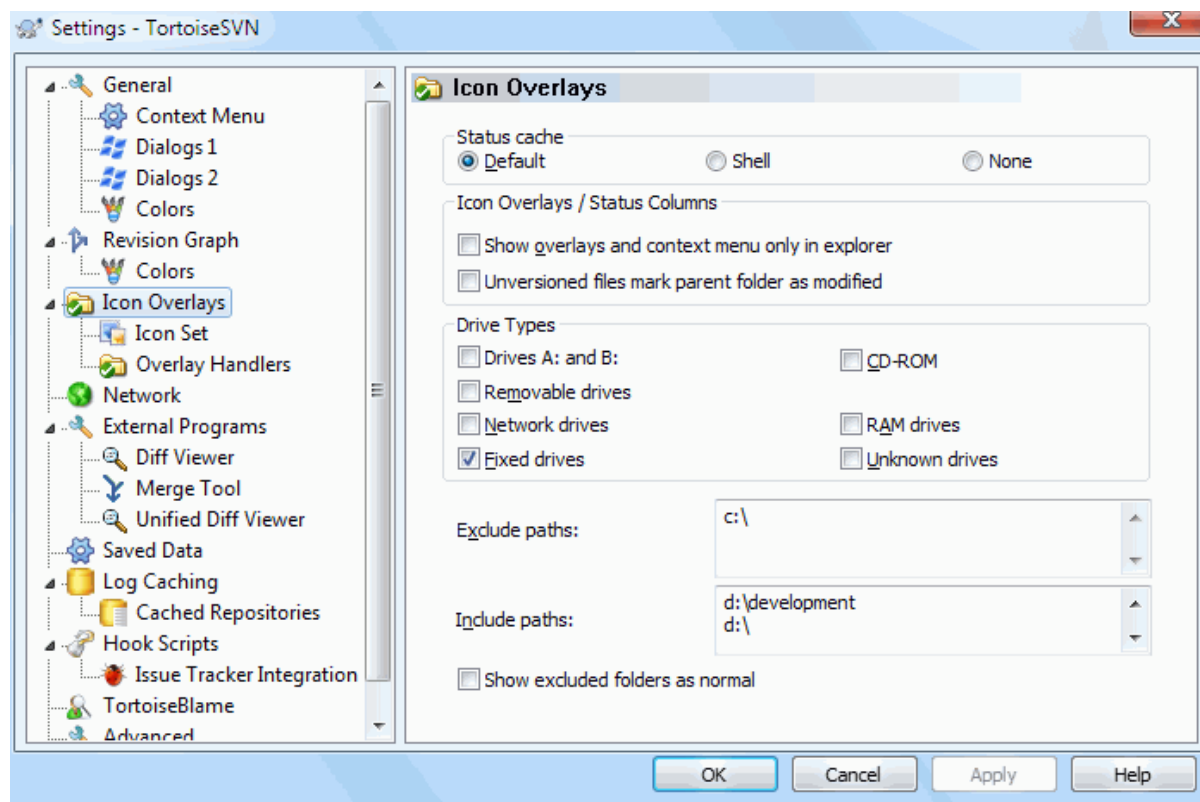 Settings - TortoiseSVN
General
Context Menu
Dialogs 1
Dialogs 2
Colors
Revision Graph
Colors
Icon Overlays
Icon Set
Overlay Handlers
Network
External Programs
Diff Viewer
Merge Tool
Unified Diff Viewer
Saved Data
Log Caching
Cached Repositories
Hook Scripts
Issue Tracker Integration
TortoiseBlame
Advanced
Icon Overlays
Status cache
Default Shell None
Icon Overlays / Status Columns
Show overlays and context menu only in explorer
Unversioned files mark parent folder as modified
Drive Types
Drives A: and B: CD-ROM
Removable drives
Network drives RAM drives
Fixed drives Unknown drives
Exclude paths: c:\
Include paths: d:\development
d:\
Show excluded folders as normal
OK Cancel Apply Help